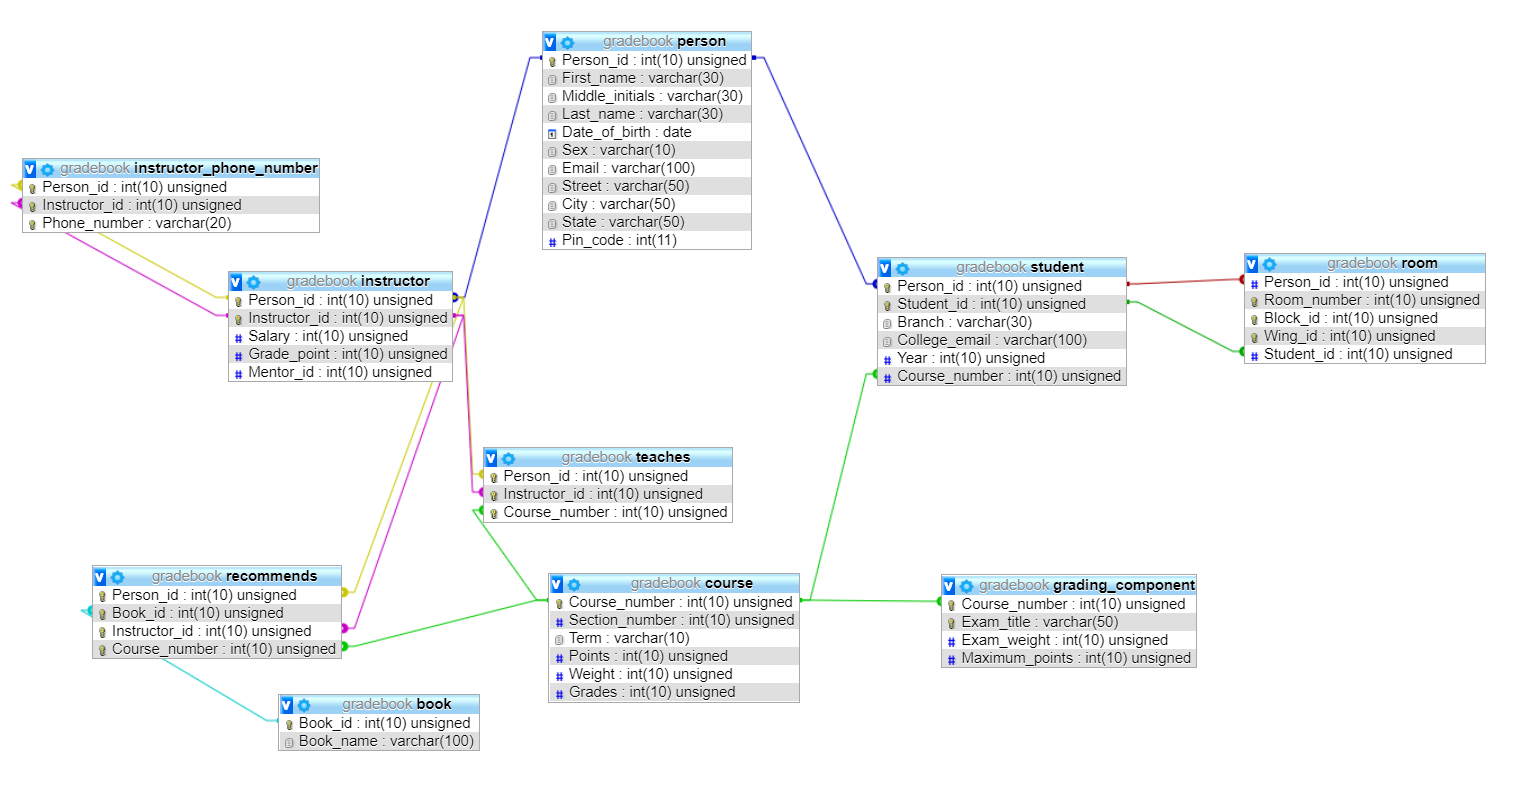 gradebook person
Person_id : int(10) unsigned
First_name : varchar(30)
Middle_initials : varchar(30)
Last_name : varchar(30)
Date_of_birth : date
Sex : varchar(10)
Email : varchar(100)
Street : varchar(50)
City : varchar(50)
State : varchar(50)
Pin_code : int(11)
gradebook instructor_phone_number
Person_id : int(10) unsigned
Instructor_id : int(10) unsigned
Phone_number : varchar(20)
gradebook instructor
Person_id : int(10) unsigned
Instructor_id : int(10) unsigned
Salary : int(10) unsigned
Grade_point : int(10) unsigned
Mentor_id : int(10) unsigned
gradebook student
Person_id : int(10) unsigned
Student_id : int(10) unsigned
Branch : varchar(30)
College_email : varchar(100)
Year : int(10) unsigned
Course_number : int(10) unsigned
gradebook room
Person_id : int(10) unsigned
Room_number : int(10) unsigned
Block_id : int(10) unsigned
Wing_id : int(10) unsigned
Student_id : int(10) unsigned
gradebook teaches
Person_id : int(10) unsigned
Instructor_id : int(10) unsigned
Course_number : int(10) unsigned
gradebook recommends
Person_id : int(10) unsigned
Book_id : int(10) unsigned
Instructor_id : int(10) unsigned
Course_number : int(10) unsigned
gradebook course
Course_number : int(10) unsigned
Section_number : int(10) unsigned
Term : varchar(10)
Points : int(10) unsigned
Weight : int(10) unsigned
Grades : int(10) unsigned
gradebook grading_component
Course_number : int(10) unsigned
Exam_title : varchar(50)
Exam_weight : int(10) unsigned
Maximum_points : int(10) unsigned
gradebook book
Book_id : int(10) unsigned
Book_name : varchar(100)